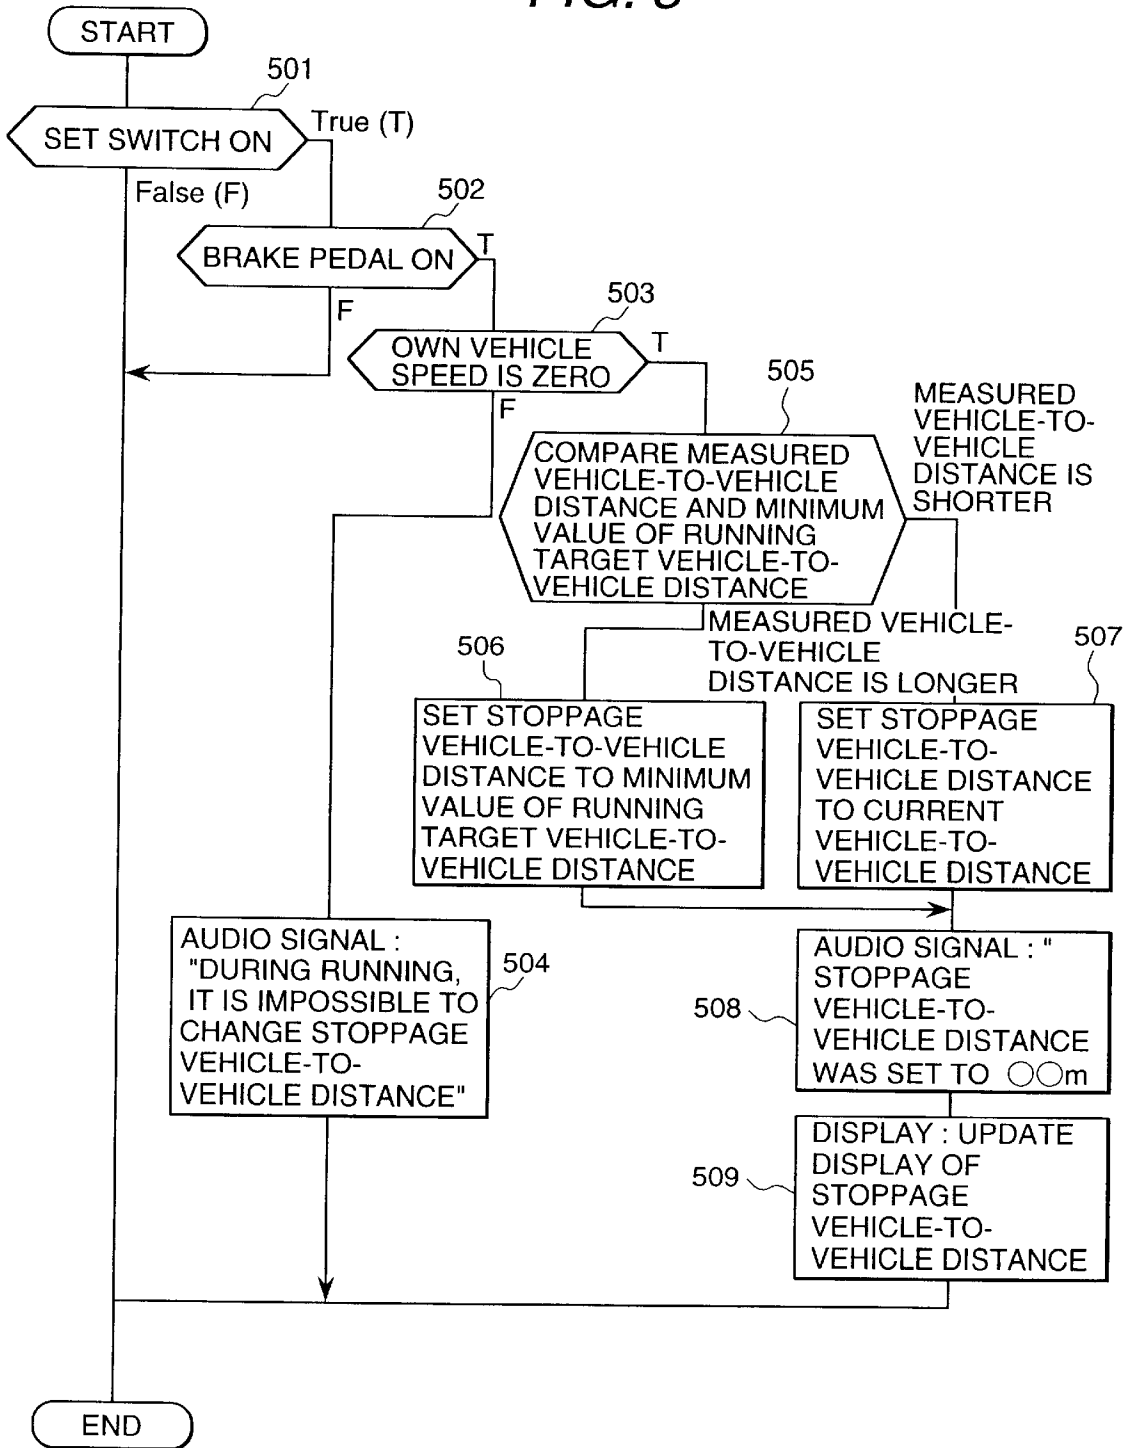 START
501
SET SWITCH ON
True (T)
False (F)
502
BRAKE PEDAL ON
T
F
503
OWN VEHICLE
SPEED IS ZERO
T
F
505
COMPARE MEASURED
VEHICLE-TO-VEHICLE
DISTANCE AND MINIMUM
VALUE OF RUNNING
TARGET VEHICLE-TO-
VEHICLE DISTANCE
MEASURED
VEHICLE-TO-
VEHICLE
DISTANCE IS
SHORTER
MEASURED VEHICLE-
TO-VEHICLE
DISTANCE IS LONGER
506
SET STOPPAGE
VEHICLE-TO-VEHICLE
DISTANCE TO MINIMUM
VALUE OF RUNNING
TARGET VEHICLE-TO-
VEHICLE DISTANCE
507
SET STOPPAGE
VEHICLE-TO-
VEHICLE DISTANCE
TO CURRENT
VEHICLE-TO-
VEHICLE DISTANCE
AUDIO SIGNAL :
"DURING RUNNING,
IT IS IMPOSSIBLE TO
CHANGE STOPPAGE
VEHICLE-TO-
VEHICLE DISTANCE"
504
508
AUDIO SIGNAL : "
STOPPAGE
VEHICLE-TO-
VEHICLE DISTANCE
WAS SET TO ○○m
509
DISPLAY : UPDATE
DISPLAY OF
STOPPAGE
VEHICLE-TO-
VEHICLE DISTANCE
END